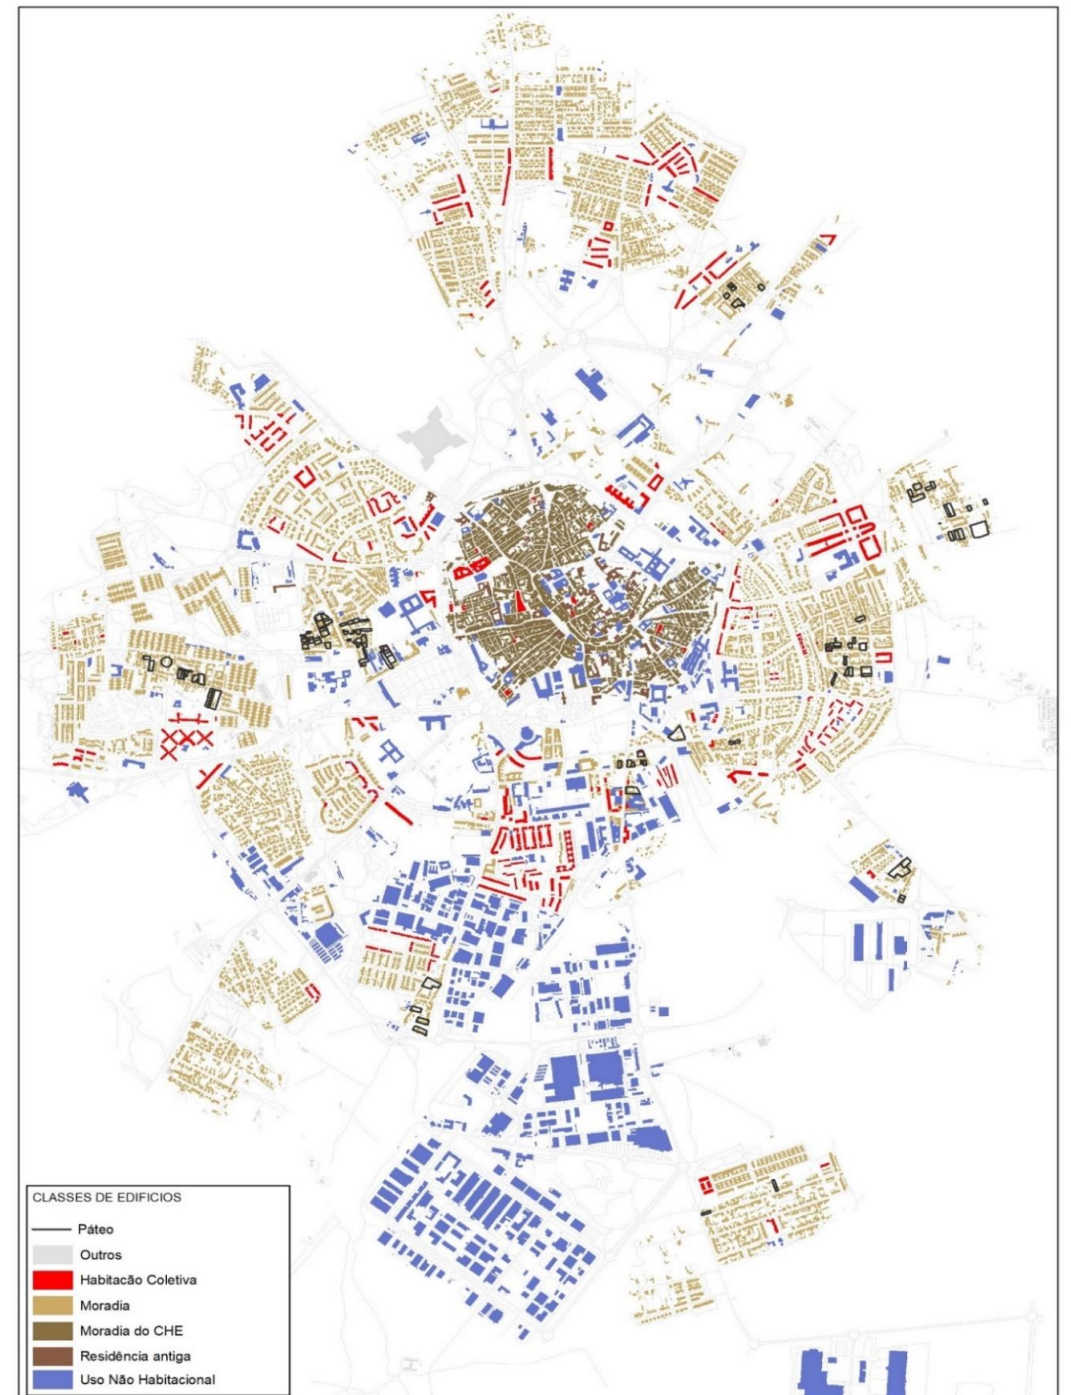 CLASSES DE EDIFICIOS
Páteo
Outros
Habitacão Coletiva
Moradia
Moradia do CHE
Residência antiga
Uso Não Habitacional